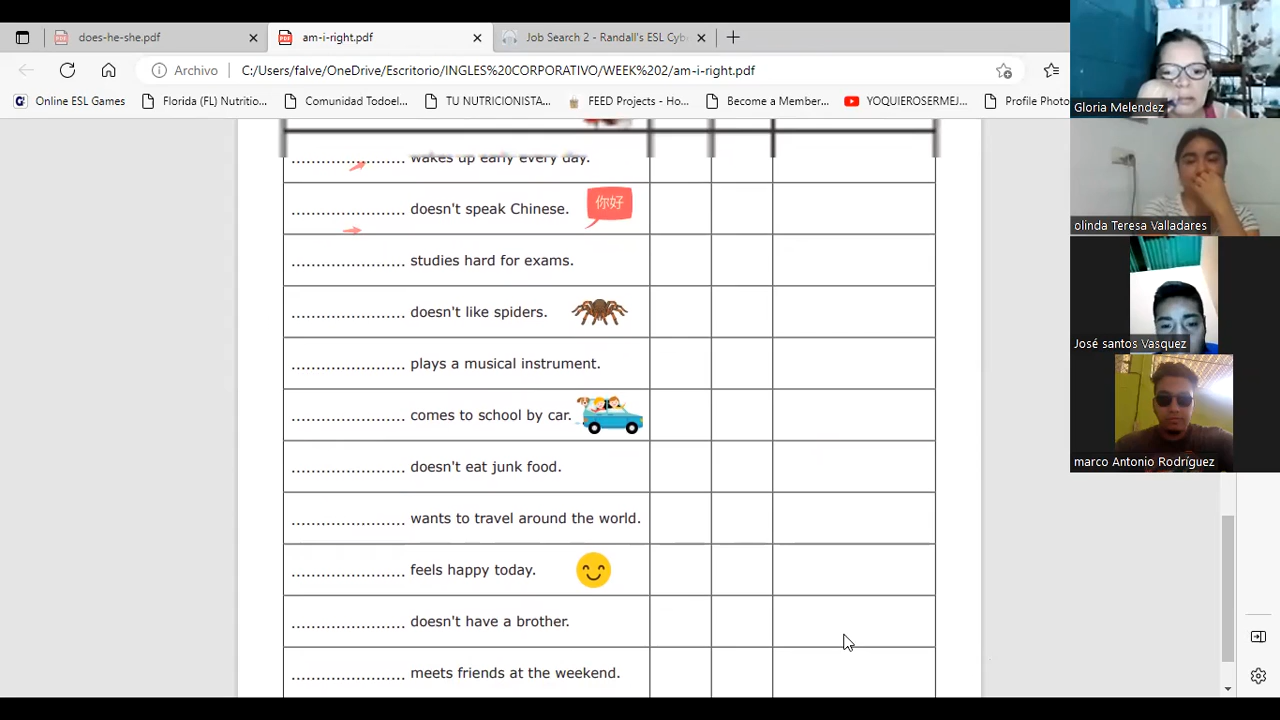 does-he-she.pdf
am-i-right.pdf
Job Search 2 - Randall's ESL Cyb
Archivo C:/Users/falve/OneDrive/Escritorio/INGLES%20CORPORATIVO/WEEK%202/am-i-right.pdf
Online ESL Games
Florida (FL) Nutritio...
Comunidad Todoel...
TU NUTRICIONISTA...
FEED Projects - Ho...
Become a Member...
YOQUIEROSERMEJ...
Profile Photo
....................... wakes up early every day.
....................... doesn't speak Chinese. 你好
....................... studies hard for exams.
....................... doesn't like spiders.
....................... plays a musical instrument.
....................... comes to school by car.
....................... doesn't eat junk food.
....................... wants to travel around the world.
....................... feels happy today.
....................... doesn't have a brother.
....................... meets friends at the weekend.
Gloria Melendez
olinda Teresa Valladares
José santos Vasquez
marco Antonio Rodríguez